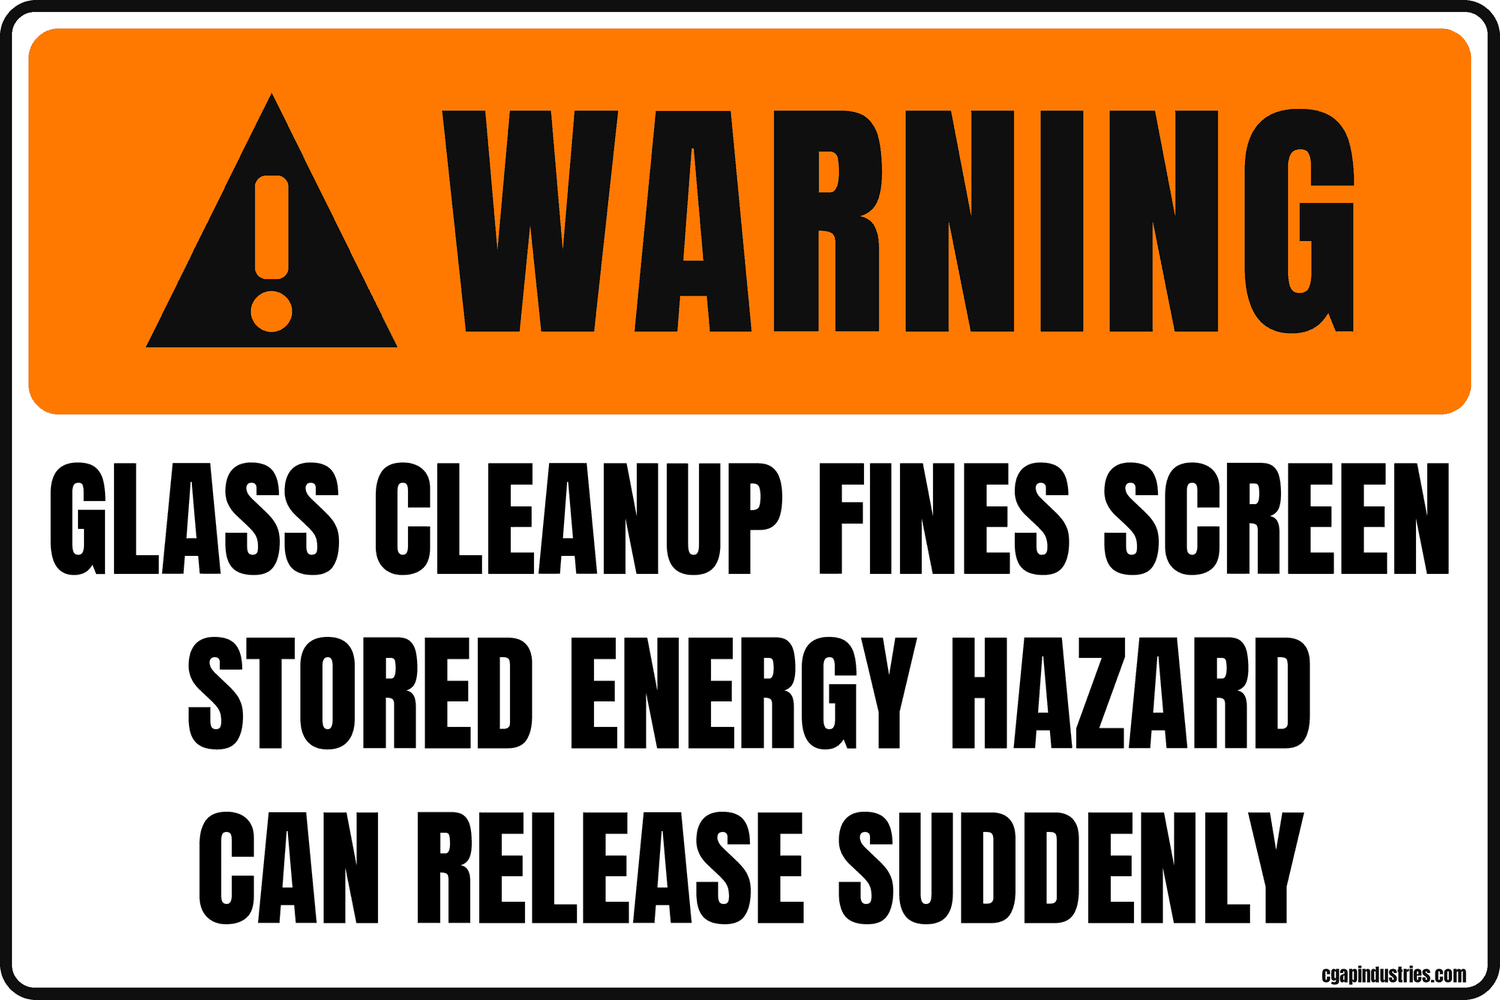 WARNING
GLASS CLEANUP FINES SCREEN
STORED ENERGY HAZARD
CAN RELEASE SUDDENLY
cgapindustries.com